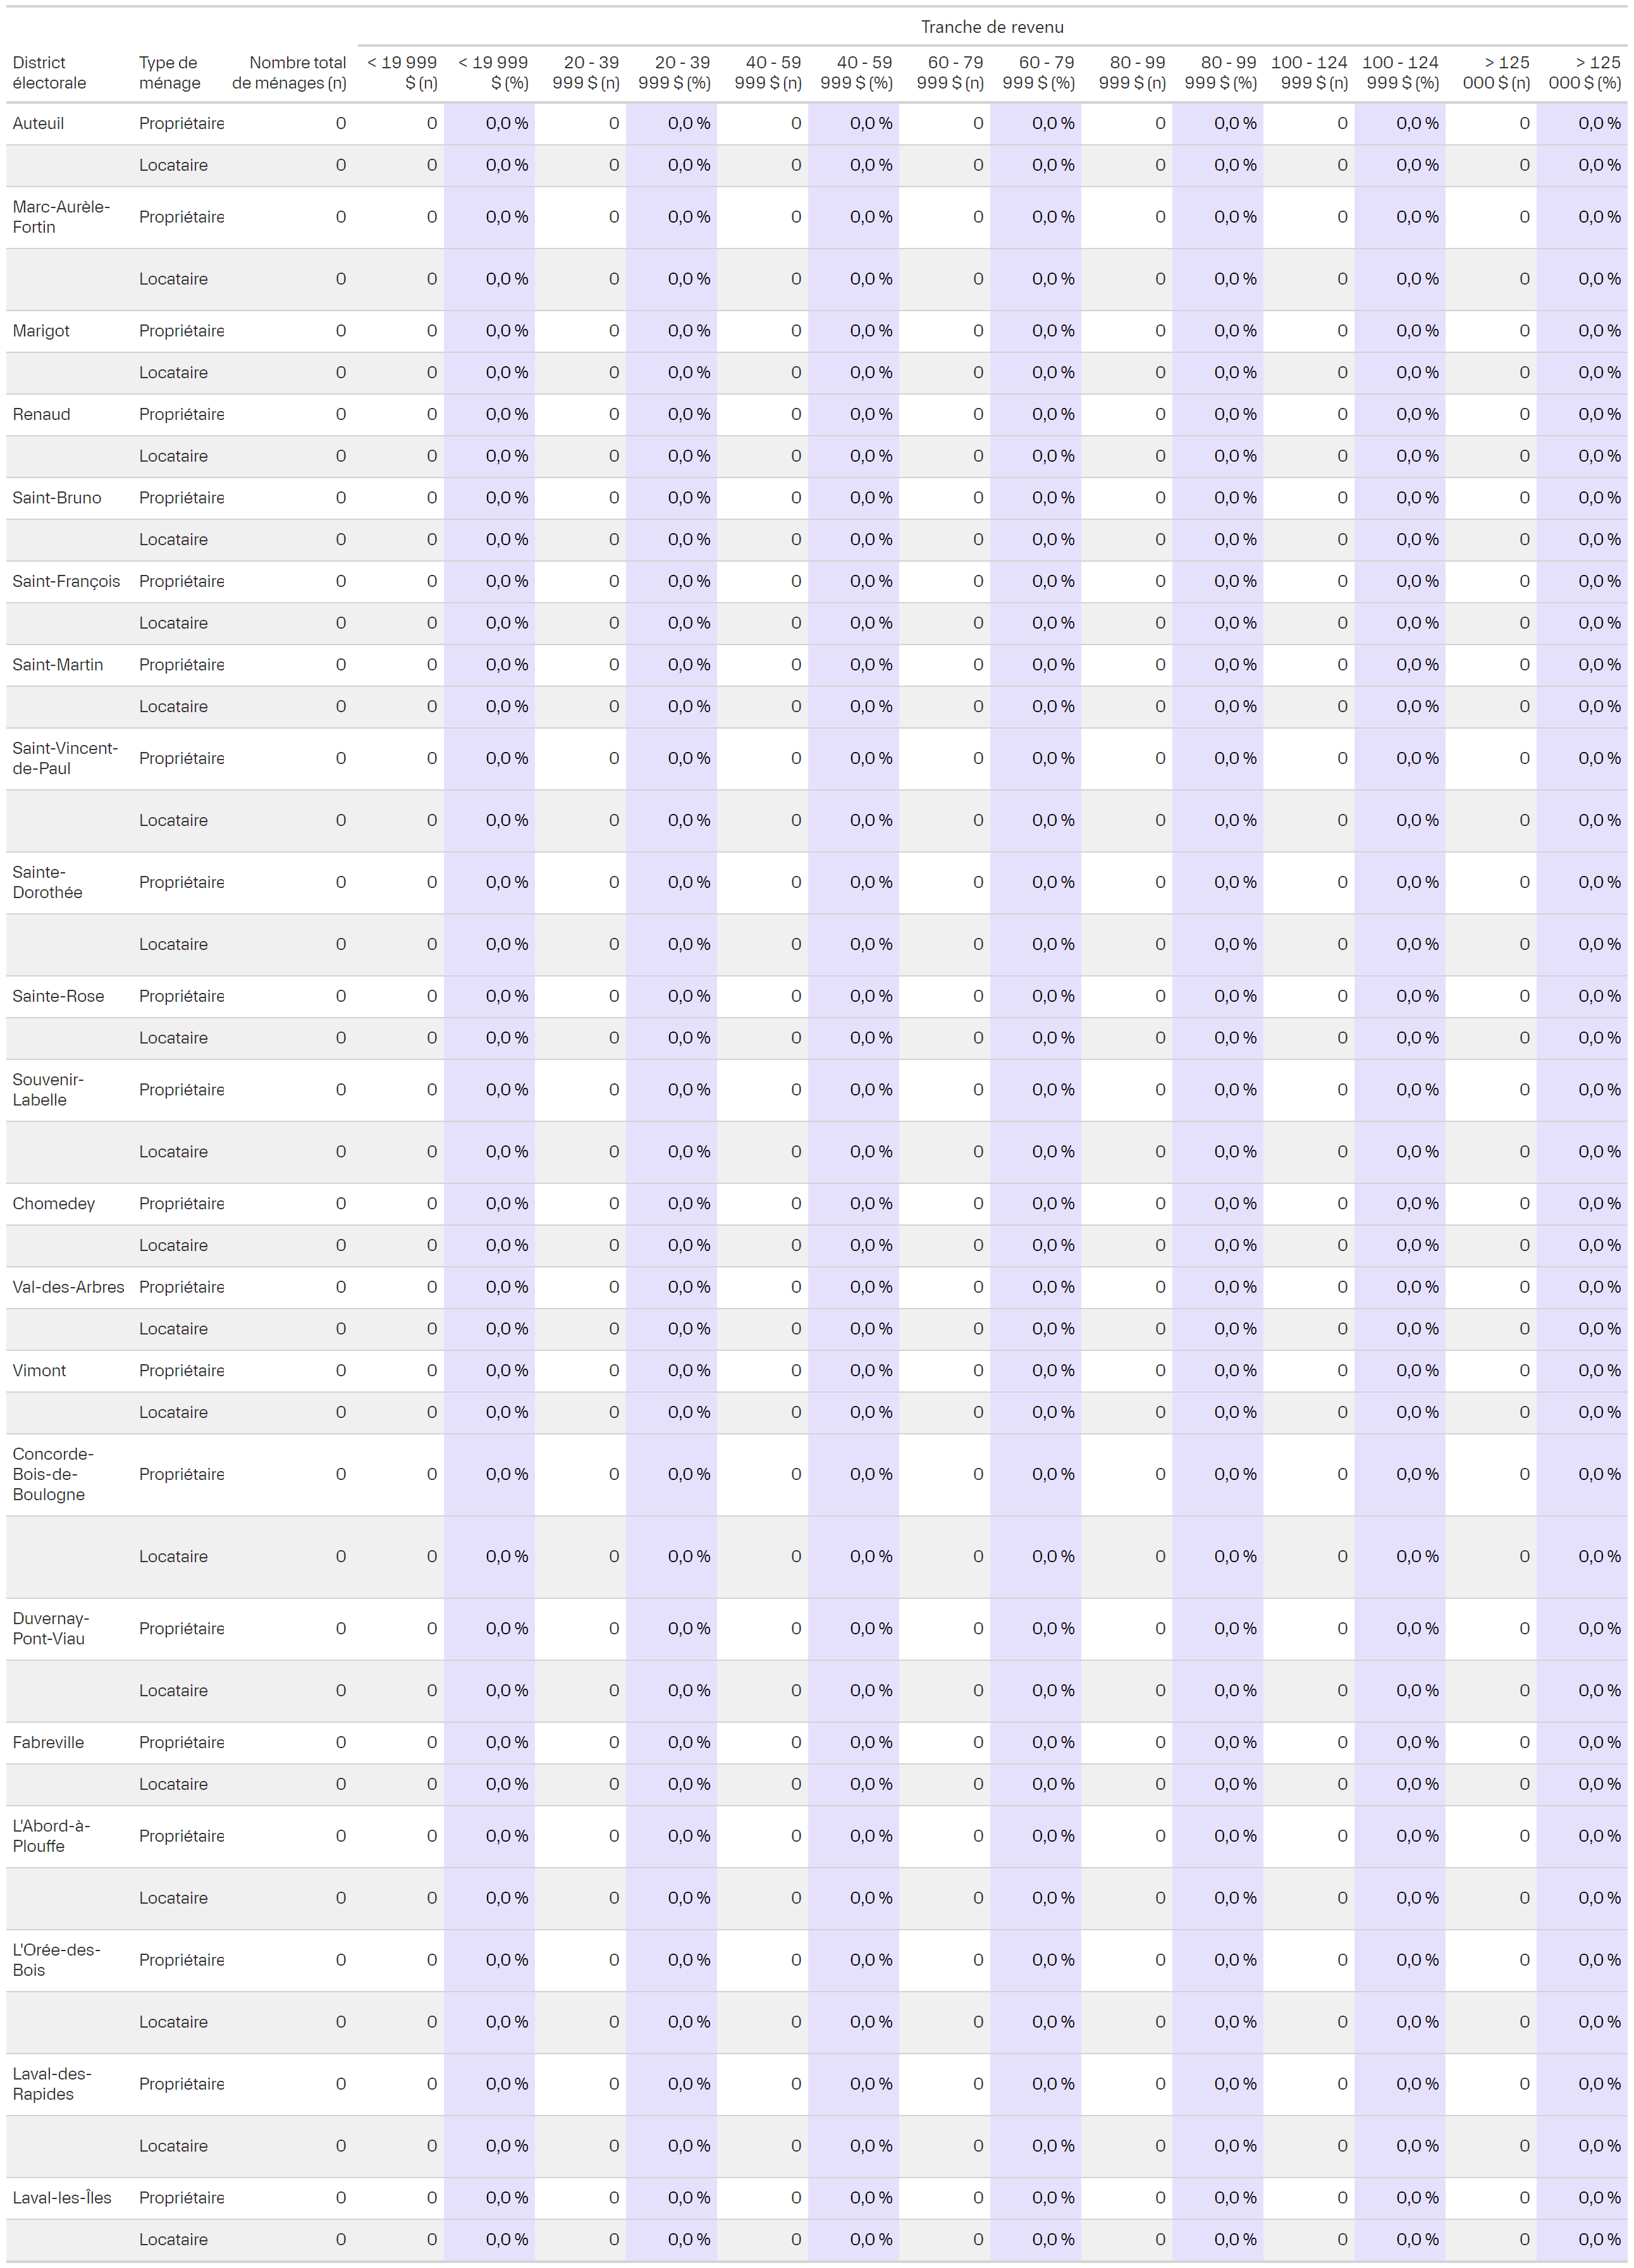 Tranche de revenu
District électorale Type de ménage Nombre total de ménages (n) < 19 999 $ (n) < 19 999 $ (%) 20 - 39 999 $ (n) 20 - 39 999 $ (%) 40 - 59 999 $ (n) 40 - 59 999 $ (%) 60 - 79 999 $ (n) 60 - 79 999 $ (%) 80 - 99 999 $ (n) 80 - 99 999 $ (%) 100 - 124 999 $ (n) 100 - 124 999 $ (%) > 125 000 $ (n) > 125 000 $ (%)
Auteuil Propriétaire 0 0 0,0 % 0 0,0 % 0 0,0 % 0 0,0 % 0 0,0 % 0 0,0 % 0 0,0 %
Locataire 0 0 0,0 % 0 0,0 % 0 0,0 % 0 0,0 % 0 0,0 % 0 0,0 % 0 0,0 %
Marc-Aurèle-Fortin Propriétaire 0 0 0,0 % 0 0,0 % 0 0,0 % 0 0,0 % 0 0,0 % 0 0,0 % 0 0,0 %
Locataire 0 0 0,0 % 0 0,0 % 0 0,0 % 0 0,0 % 0 0,0 % 0 0,0 % 0 0,0 %
Marigot Propriétaire 0 0 0,0 % 0 0,0 % 0 0,0 % 0 0,0 % 0 0,0 % 0 0,0 % 0 0,0 %
Locataire 0 0 0,0 % 0 0,0 % 0 0,0 % 0 0,0 % 0 0,0 % 0 0,0 % 0 0,0 %
Renaud Propriétaire 0 0 0,0 % 0 0,0 % 0 0,0 % 0 0,0 % 0 0,0 % 0 0,0 % 0 0,0 %
Locataire 0 0 0,0 % 0 0,0 % 0 0,0 % 0 0,0 % 0 0,0 % 0 0,0 % 0 0,0 %
Saint-Bruno Propriétaire 0 0 0,0 % 0 0,0 % 0 0,0 % 0 0,0 % 0 0,0 % 0 0,0 % 0 0,0 %
Locataire 0 0 0,0 % 0 0,0 % 0 0,0 % 0 0,0 % 0 0,0 % 0 0,0 % 0 0,0 %
Saint-François Propriétaire 0 0 0,0 % 0 0,0 % 0 0,0 % 0 0,0 % 0 0,0 % 0 0,0 % 0 0,0 %
Locataire 0 0 0,0 % 0 0,0 % 0 0,0 % 0 0,0 % 0 0,0 % 0 0,0 % 0 0,0 %
Saint-Martin Propriétaire 0 0 0,0 % 0 0,0 % 0 0,0 % 0 0,0 % 0 0,0 % 0 0,0 % 0 0,0 %
Locataire 0 0 0,0 % 0 0,0 % 0 0,0 % 0 0,0 % 0 0,0 % 0 0,0 % 0 0,0 %
Saint-Vincent-de-Paul Propriétaire 0 0 0,0 % 0 0,0 % 0 0,0 % 0 0,0 % 0 0,0 % 0 0,0 % 0 0,0 %
Locataire 0 0 0,0 % 0 0,0 % 0 0,0 % 0 0,0 % 0 0,0 % 0 0,0 % 0 0,0 %
Sainte-Dorothée Propriétaire 0 0 0,0 % 0 0,0 % 0 0,0 % 0 0,0 % 0 0,0 % 0 0,0 % 0 0,0 %
Locataire 0 0 0,0 % 0 0,0 % 0 0,0 % 0 0,0 % 0 0,0 % 0 0,0 % 0 0,0 %
Sainte-Rose Propriétaire 0 0 0,0 % 0 0,0 % 0 0,0 % 0 0,0 % 0 0,0 % 0 0,0 % 0 0,0 %
Locataire 0 0 0,0 % 0 0,0 % 0 0,0 % 0 0,0 % 0 0,0 % 0 0,0 % 0 0,0 %
Souvenir-Labelle Propriétaire 0 0 0,0 % 0 0,0 % 0 0,0 % 0 0,0 % 0 0,0 % 0 0,0 % 0 0,0 %
Locataire 0 0 0,0 % 0 0,0 % 0 0,0 % 0 0,0 % 0 0,0 % 0 0,0 % 0 0,0 %
Chomedey Propriétaire 0 0 0,0 % 0 0,0 % 0 0,0 % 0 0,0 % 0 0,0 % 0 0,0 % 0 0,0 %
Locataire 0 0 0,0 % 0 0,0 % 0 0,0 % 0 0,0 % 0 0,0 % 0 0,0 % 0 0,0 %
Val-des-Arbres Propriétaire 0 0 0,0 % 0 0,0 % 0 0,0 % 0 0,0 % 0 0,0 % 0 0,0 % 0 0,0 %
Locataire 0 0 0,0 % 0 0,0 % 0 0,0 % 0 0,0 % 0 0,0 % 0 0,0 % 0 0,0 %
Vimont Propriétaire 0 0 0,0 % 0 0,0 % 0 0,0 % 0 0,0 % 0 0,0 % 0 0,0 % 0 0,0 %
Locataire 0 0 0,0 % 0 0,0 % 0 0,0 % 0 0,0 % 0 0,0 % 0 0,0 % 0 0,0 %
Concorde-Bois-de-Boulogne Propriétaire 0 0 0,0 % 0 0,0 % 0 0,0 % 0 0,0 % 0 0,0 % 0 0,0 % 0 0,0 %
Locataire 0 0 0,0 % 0 0,0 % 0 0,0 % 0 0,0 % 0 0,0 % 0 0,0 % 0 0,0 %
Duvernay-Pont-Viau Propriétaire 0 0 0,0 % 0 0,0 % 0 0,0 % 0 0,0 % 0 0,0 % 0 0,0 % 0 0,0 %
Locataire 0 0 0,0 % 0 0,0 % 0 0,0 % 0 0,0 % 0 0,0 % 0 0,0 % 0 0,0 %
Fabreville Propriétaire 0 0 0,0 % 0 0,0 % 0 0,0 % 0 0,0 % 0 0,0 % 0 0,0 % 0 0,0 %
Locataire 0 0 0,0 % 0 0,0 % 0 0,0 % 0 0,0 % 0 0,0 % 0 0,0 % 0 0,0 %
L'Abord-à-Plouffe Propriétaire 0 0 0,0 % 0 0,0 % 0 0,0 % 0 0,0 % 0 0,0 % 0 0,0 % 0 0,0 %
Locataire 0 0 0,0 % 0 0,0 % 0 0,0 % 0 0,0 % 0 0,0 % 0 0,0 % 0 0,0 %
L'Orée-des-Bois Propriétaire 0 0 0,0 % 0 0,0 % 0 0,0 % 0 0,0 % 0 0,0 % 0 0,0 % 0 0,0 %
Locataire 0 0 0,0 % 0 0,0 % 0 0,0 % 0 0,0 % 0 0,0 % 0 0,0 % 0 0,0 %
Laval-des-Rapides Propriétaire 0 0 0,0 % 0 0,0 % 0 0,0 % 0 0,0 % 0 0,0 % 0 0,0 % 0 0,0 %
Locataire 0 0 0,0 % 0 0,0 % 0 0,0 % 0 0,0 % 0 0,0 % 0 0,0 % 0 0,0 %
Laval-les-Îles Propriétaire 0 0 0,0 % 0 0,0 % 0 0,0 % 0 0,0 % 0 0,0 % 0 0,0 % 0 0,0 %
Locataire 0 0 0,0 % 0 0,0 % 0 0,0 % 0 0,0 % 0 0,0 % 0 0,0 % 0 0,0 %